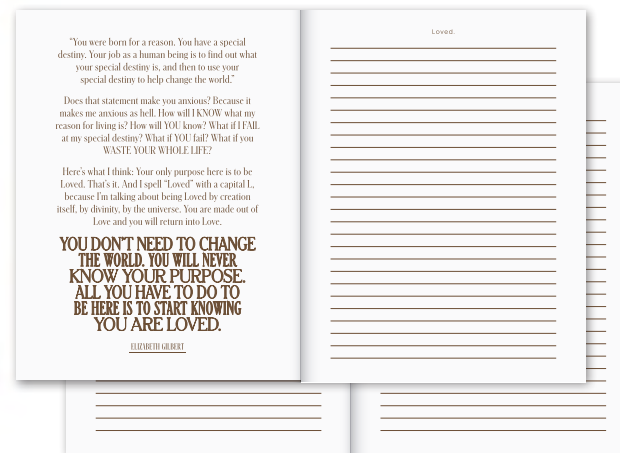 "You were born for a reason. You have a special
destiny. Your job as a human being is to find out what
your special destiny is, and then to use your
special destiny to help change the world."
Does that statement make you anxious? Because it
makes me anxious as hell. How will I KNOW what my
reason for living is? How will YOU know? What if I FAIL
at my special destiny? What if YOU fail? What if you
WASTE YOUR WHOLE LIFE?
Here's what I think: Your only purpose here is to be
Loved. That's it. And I spell "Loved" with a capital L,
because I'm talking about being Loved by creation
itself, by divinity, by the universe. You are made out of
Love and you will return into Love.
YOU DON'T NEED TO CHANGE
THE WORLD. YOU WILL NEVER
KNOW YOUR PURPOSE.
ALL YOU HAVE TO DO TO
BE HERE IS TO START KNOWING
YOU ARE LOVED.
ELIZABETH GILBERT
Loved.